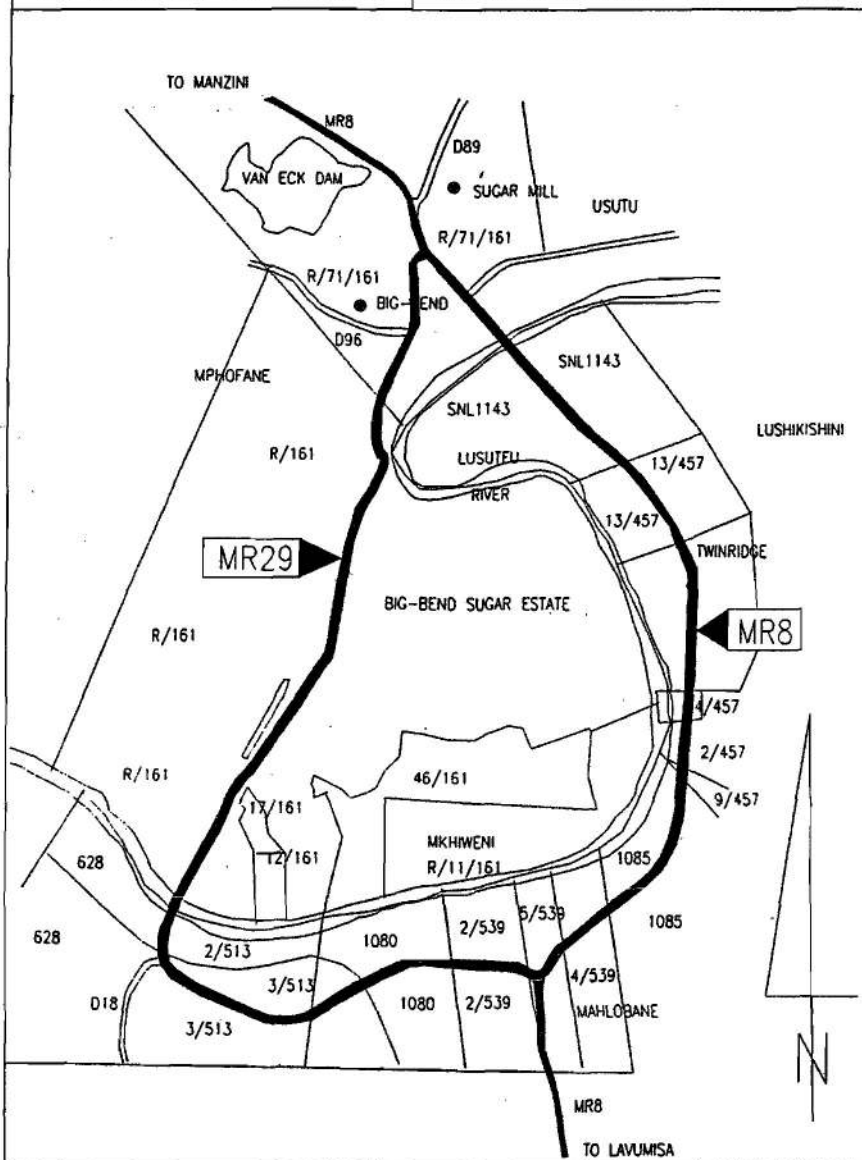 TO MANZINI
MR8
D89
VAN ECK DAM
SUGAR MILL
USUTU
R/71/161
R/71/161
BIG-BEND
D96
SNL1143
MPHOFANE
SNL1143
LUSHIKISHINI
R/161
LUSUTFU
13/457
RIVER
13/457
TWINRIDGE
MR29
BIG-BEND SUGAR ESTATE
MR8
R/161
4/457
2/457
R/161
46/161
9/457
17/161
MKHIWENI
12/161
1085
628
R/11/161
5/539
628
2/513
1080
2/539
1085
4/539
3/513
D18
1080
2/539
MAHLOBANE
3/513
N
MR8
TO LAVUMISA